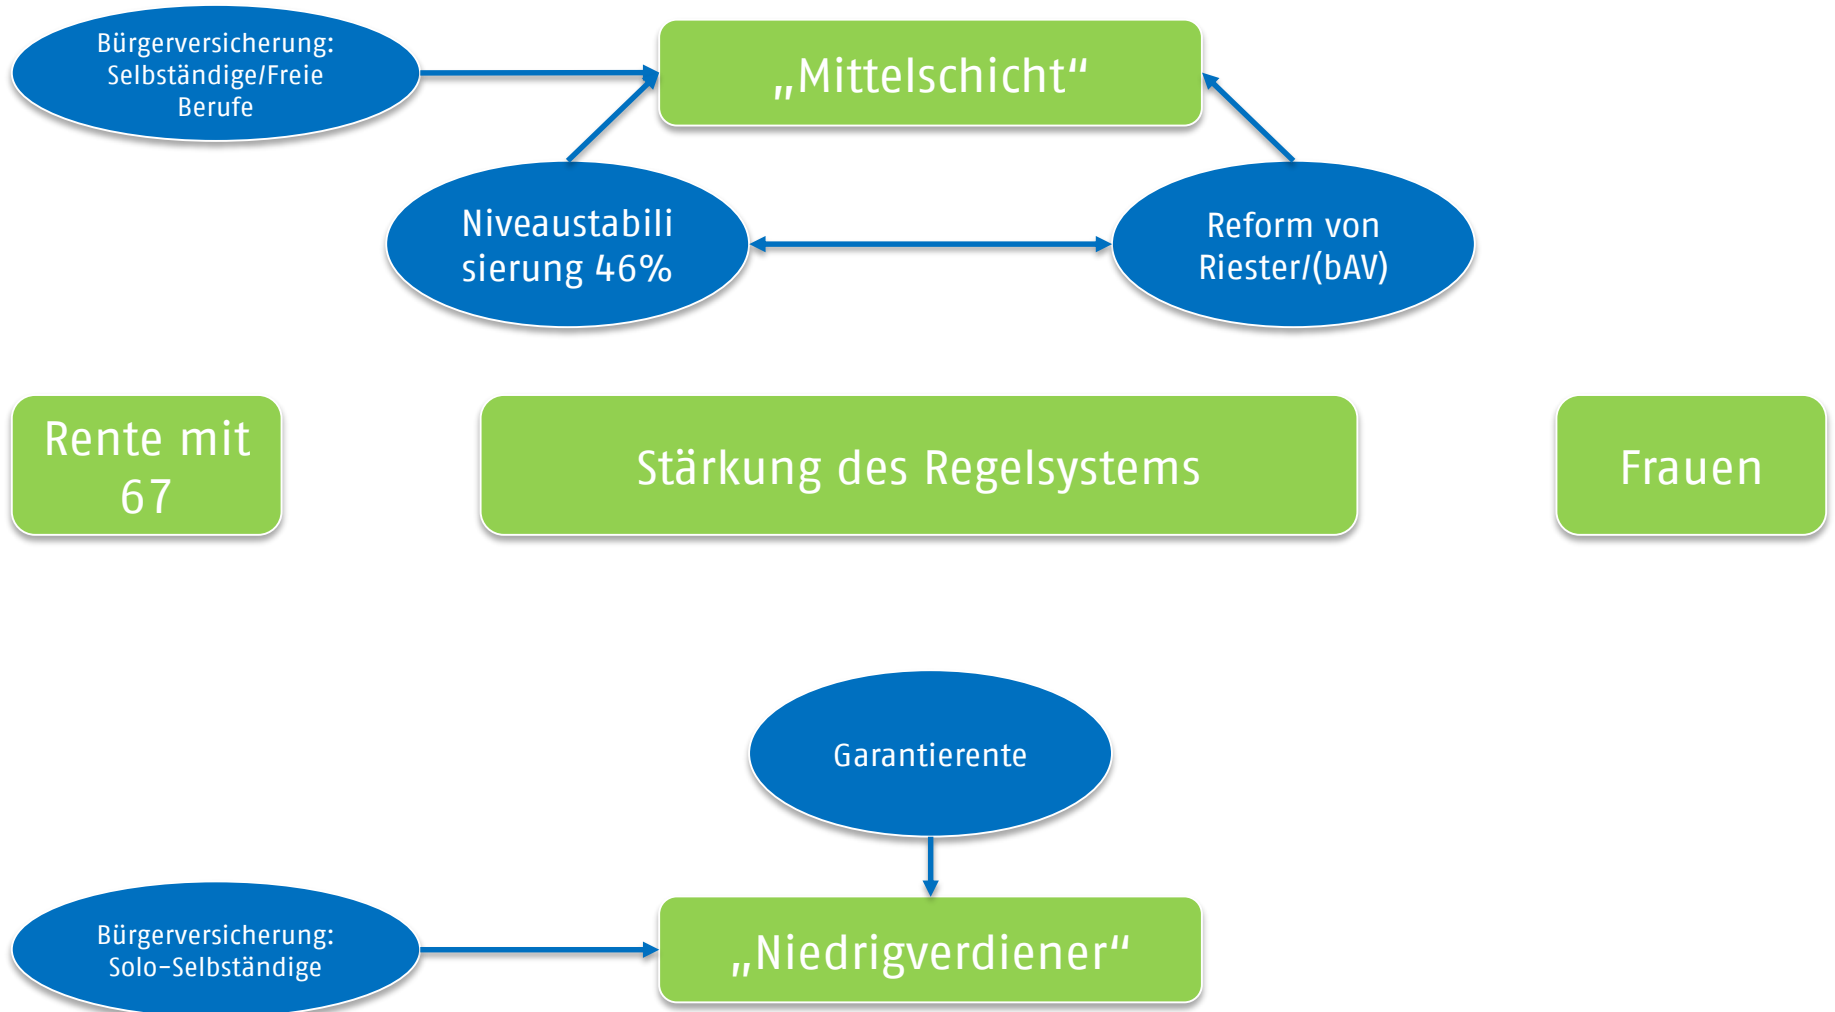 Bürgerversicherung:
Selbständige/Freie
Berufe
„Mittelschicht“
Niveaustabili
sierung 46%
Reform von
Riester/(bAV)
Rente mit
67
Stärkung des Regelsystems
Frauen
Garantierente
Bürgerversicherung:
Solo-Selbständige
„Niedrigverdiener“